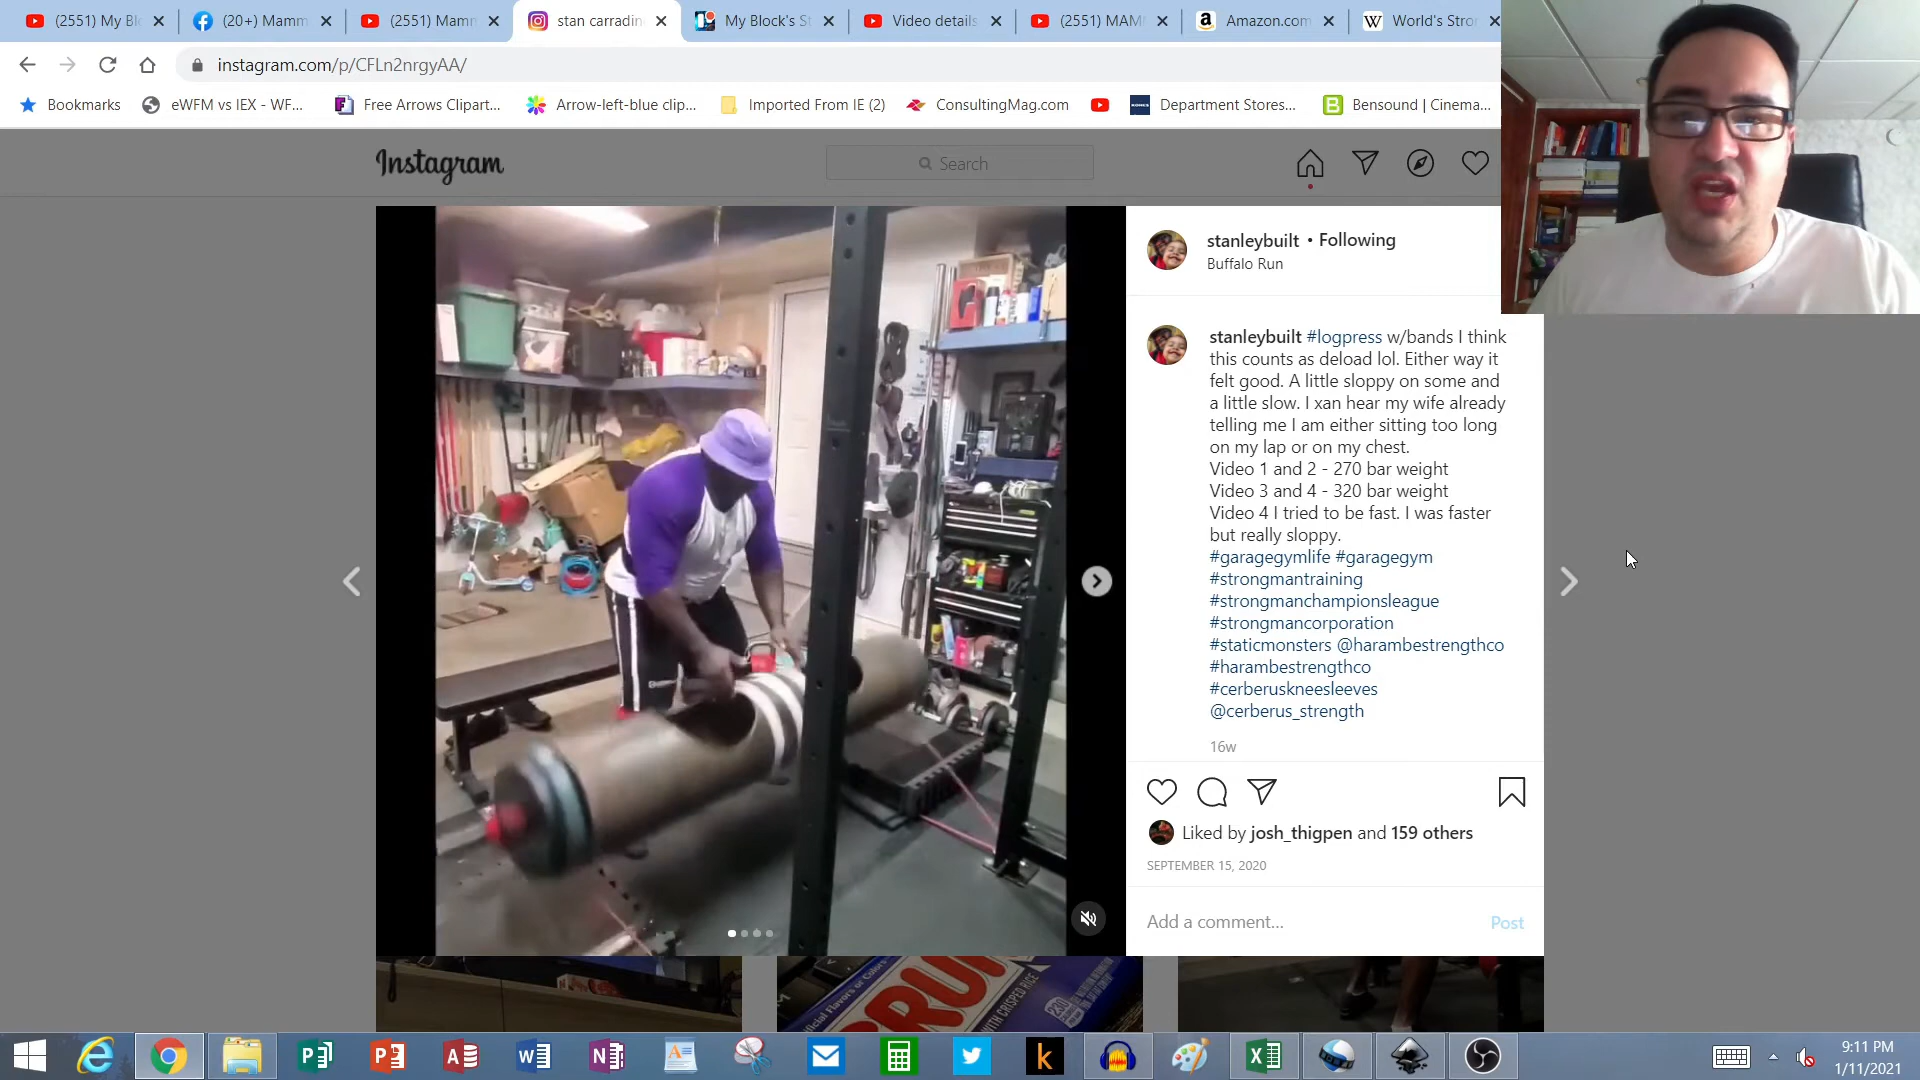 (2551) My Bl
(20+) Mamm
(2551) Mamm
stan carradin
My Block's St
Video details
(2551) MAM
Amazon.com
World's Stro
instagram.com/p/CFLn2nrgyAA/
Bookmarks
eWFM vs IEX - WF...
Free Arrows Clipart...
Arrow-left-blue clip...
Imported From IE (2)
ConsultingMag.com
Department Stores...
Bensound | Cinema...
Instagram
Search
stanleybuilt • Following
Buffalo Run
stanleybuilt #logpress w/bands I think
this counts as deload lol. Either way it
felt good. A little sloppy on some and
a little slow. I xan hear my wife already
telling me I am either sitting too long
on my lap or on my chest.
Video 1 and 2 - 270 bar weight
Video 3 and 4 - 320 bar weight
Video 4 I tried to be fast. I was faster
but really sloppy.
#garagegymlife #garagegym
#strongmantraining
#strongmanchampionsleague
#strongmancorporation
#staticmonsters @harambestrengthco
#harambestrengthco
#cerberuskneesleeves
@cerberus_strength
16w
Liked by josh_thigpen and 159 others
SEPTEMBER 15, 2020
Add a comment...
Post
WITH CRISPED RICE
9:11 PM
1/11/2021